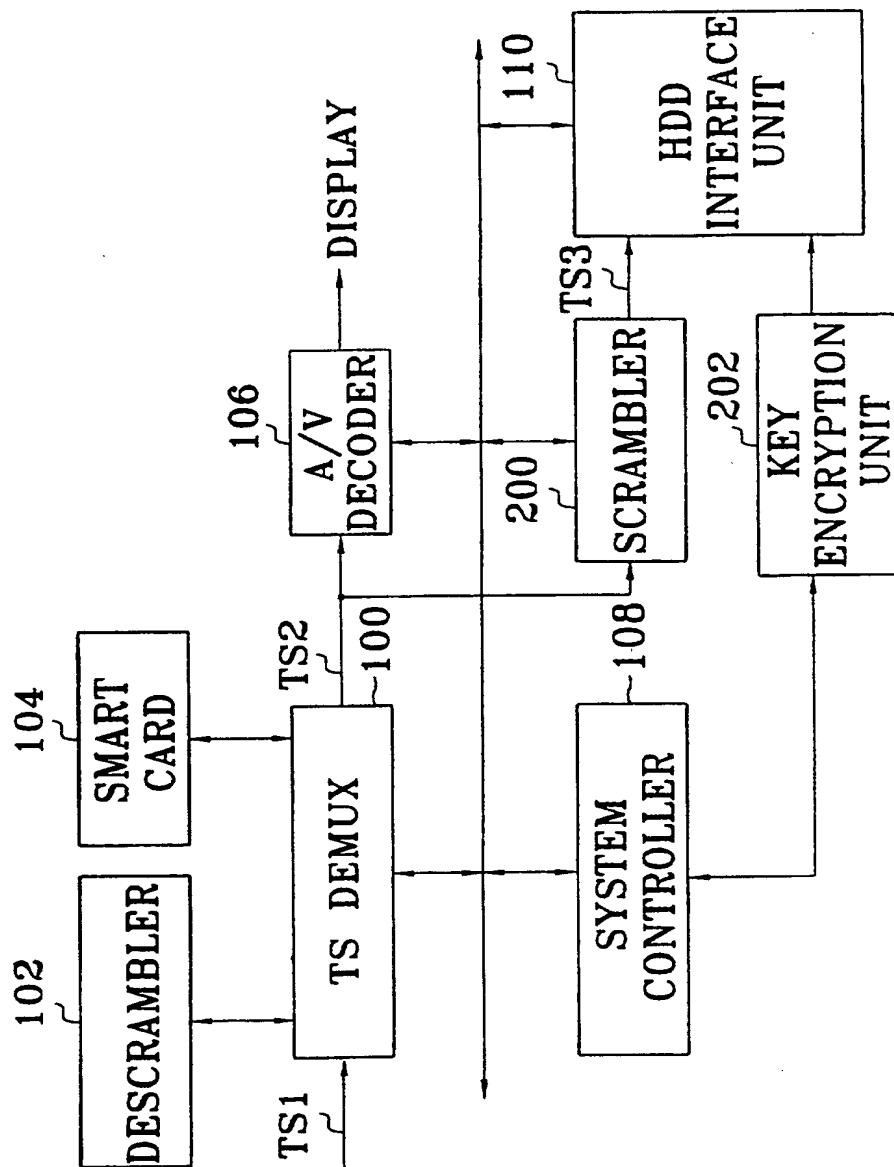 102
DESCRAMBLER
104
SMART
CARD
TS1
TS DEMUX
100
TS2
106
A/V
DECODER
DISPLAY
108
SYSTEM
CONTROLLER
200
SCRAMBLER
TS3
110
HDD
INTERFACE
UNIT
202
KEY
ENCRYPTION
UNIT